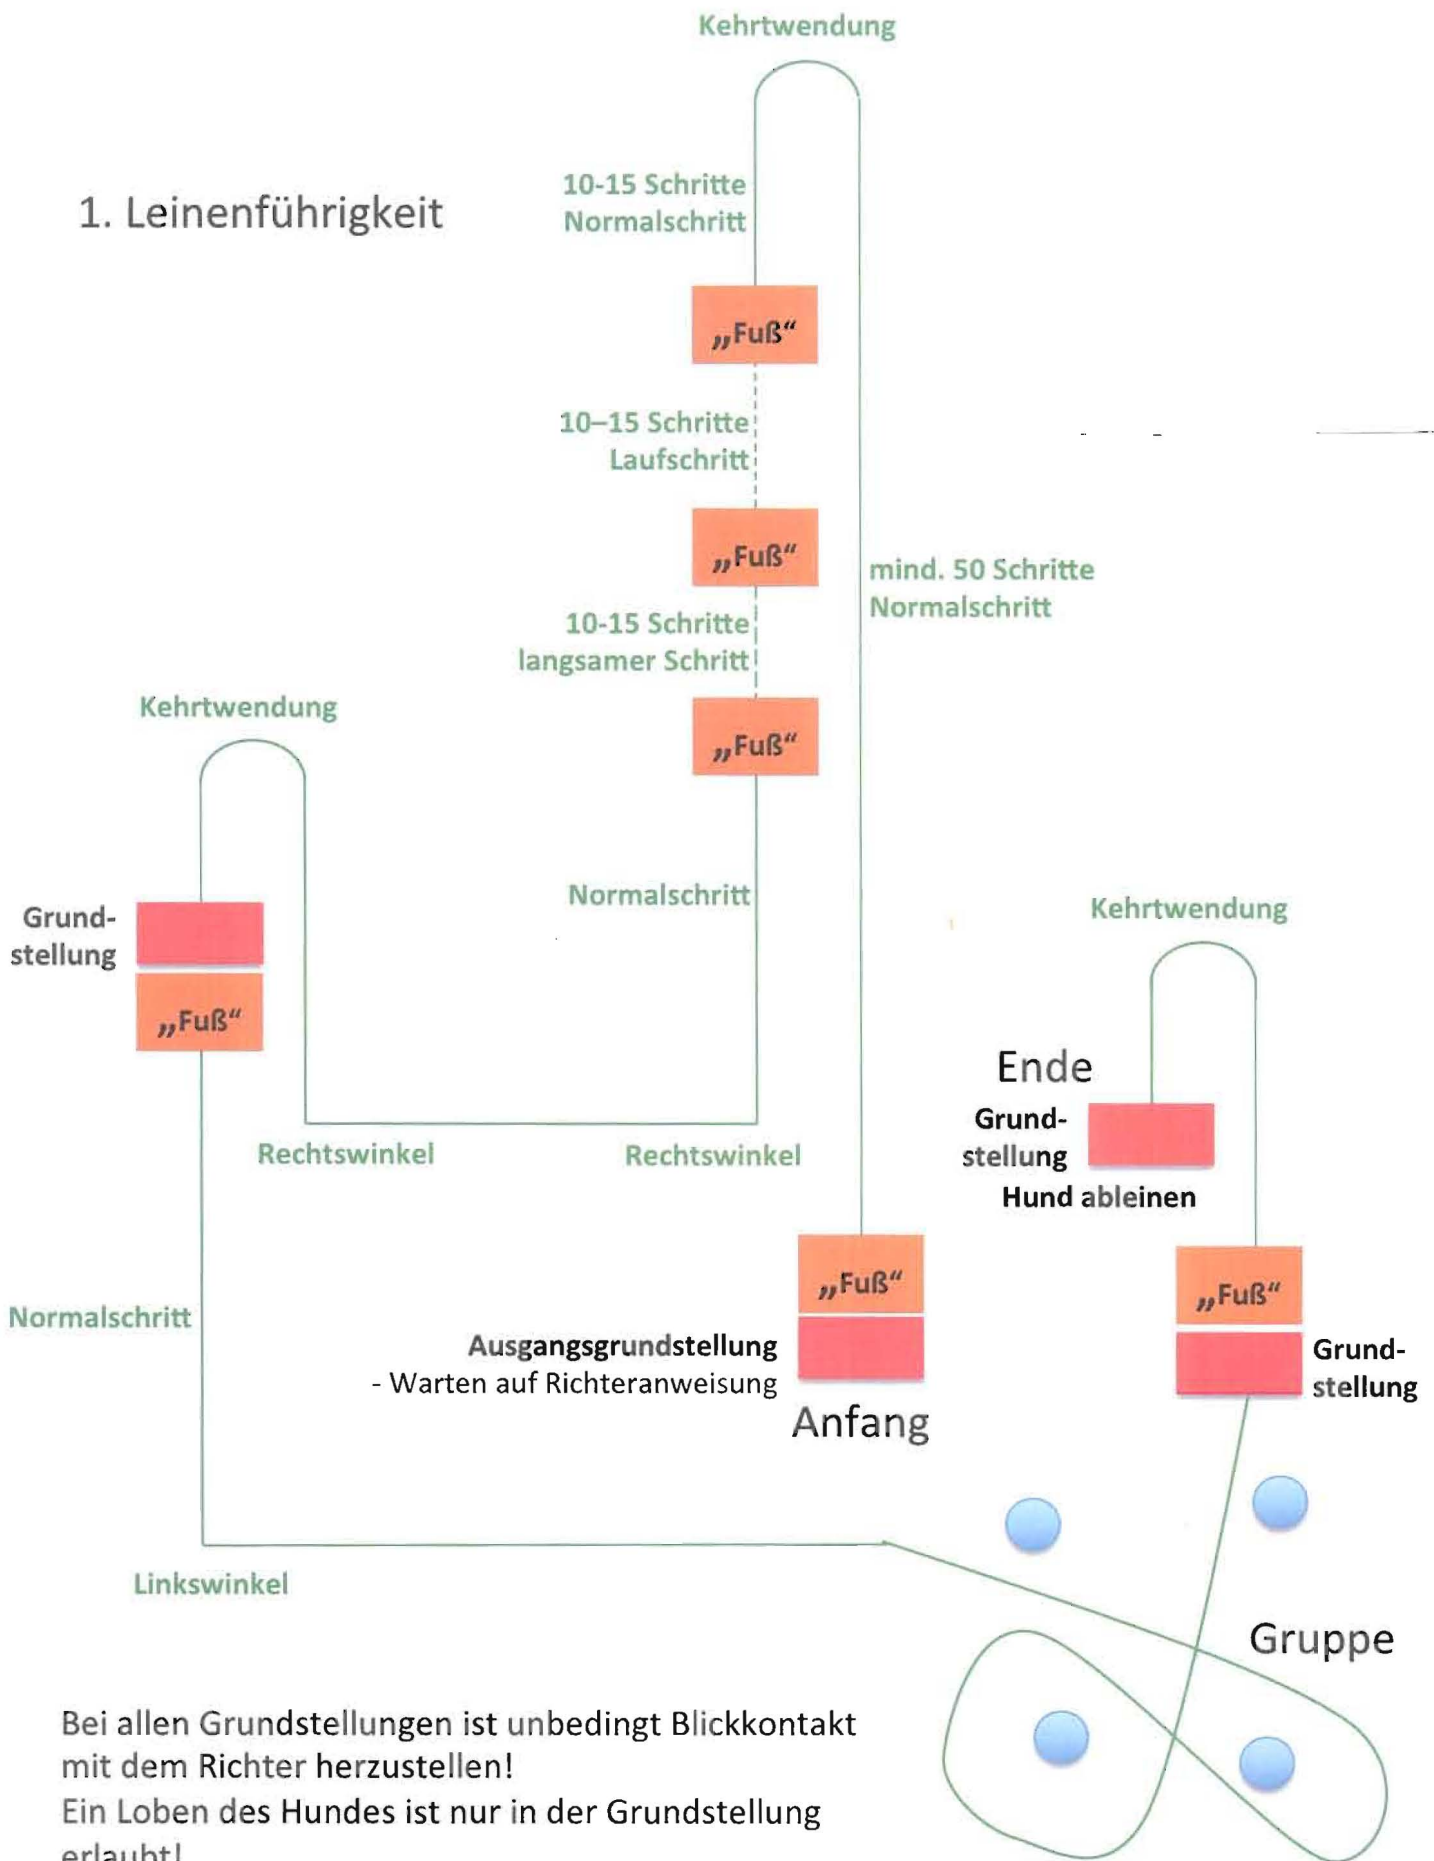 Kehrtwendung
1. Leinenführigkeit
10-15 Schritte
Normalschritt
„Fuß“
10–15 Schritte
Laufschritt
„Fuß“
mind. 50 Schritte
Normalschritt
10-15 Schritte
langsamer Schritt
„Fuß“
Kehrtwendung
Normalschritt
Grund-
stellung
„Fuß“
Kehrtwendung
Rechtswinkel
Rechtswinkel
Ende
Grund-
stellung
Hund ableinen
Normalschritt
„Fuß“
Ausgangsgrundstellung
- Warten auf Richteranweisung
Anfang
„Fuß“
Grund-
stellung
Linkswinkel
Gruppe
Bei allen Grundstellungen ist unbedingt Blickkontakt
mit dem Richter herzustellen!
Ein Loben des Hundes ist nur in der Grundstellung
erlaubt!